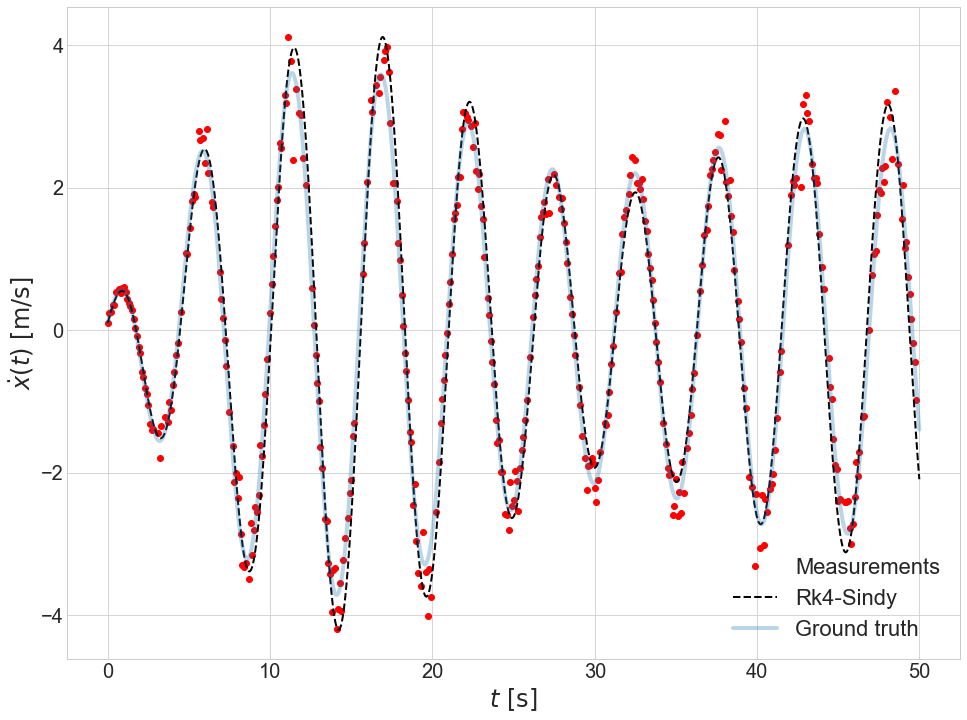 4
2
0
−2
−4
ẋ(t) [m/s]
Measurements
Rk4-Sindy
Ground truth
0 10 20 30 40 50
t [s]